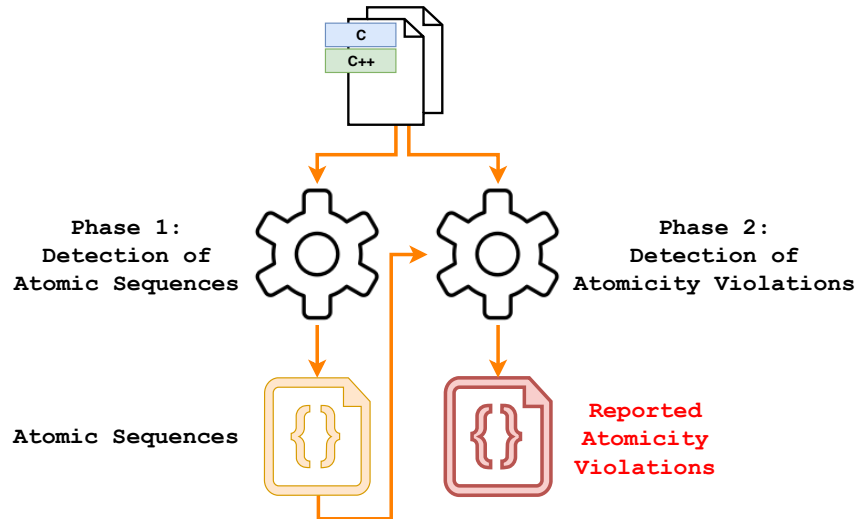 C
C++
Phase 1:
Detection of
Atomic Sequences
Phase 2:
Detection of
Atomicity Violations
Atomic Sequences
{}
{}
Reported
Atomicity
Violations